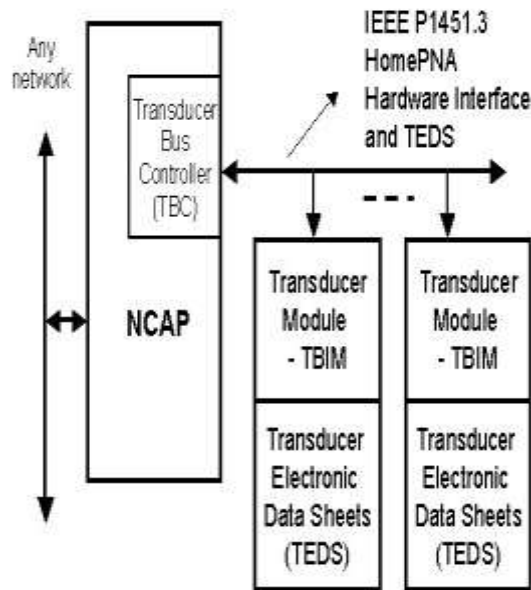 Any
network
IEEE P1451.3
HomePNA
Hardware Interface
and TEDS
Transducer
Bus
Controller
(TBC)
NCAP
Transducer
Module
- TBIM
Transducer
Electronic
Data Sheets
(TEDS)
Transducer
Module
- TBIM
Transducer
Electronic
Data Sheets
(TEDS)